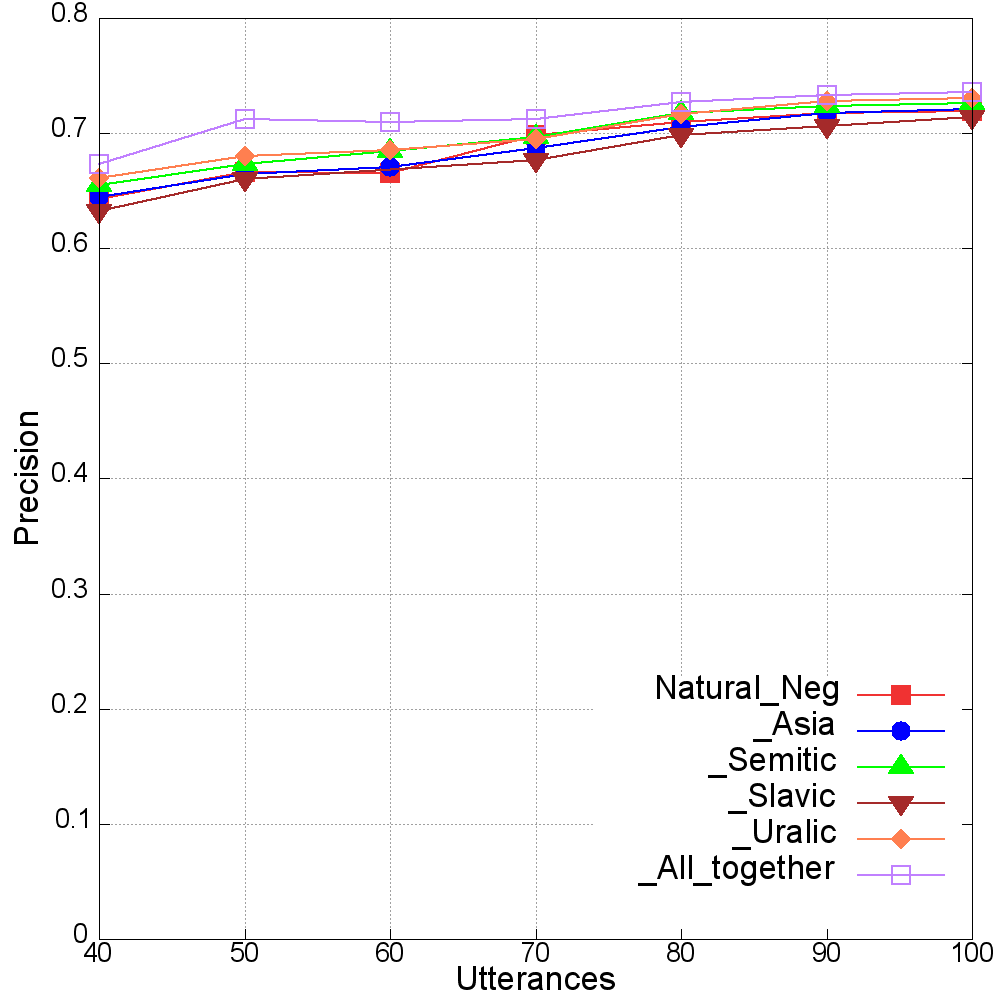 0.8
0.7
0.6
0.5
0.4
0.3
0.2
0.1
0
Precision
40 50 60 70 80 90 100
Utterances
Natural_Neg
_Asia
_Semitic
_Slavic
_Uralic
_All_together